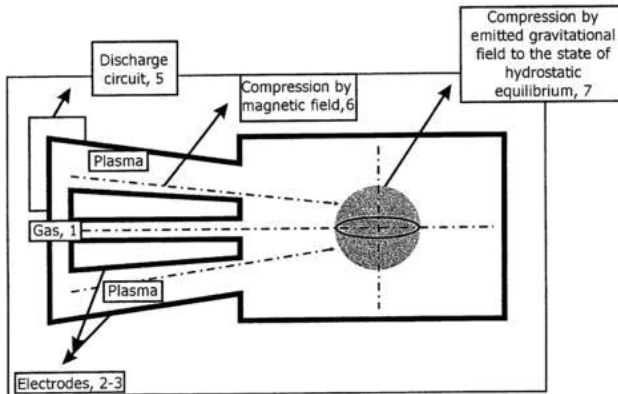 Compression by
emitted gravitational
field to the state of
hydrostatic
equilibrium, 7
Discharge
circuit, 5
Compression by
magnetic field,6
Plasma
Gas, 1
Plasma
Electrodes, 2-3